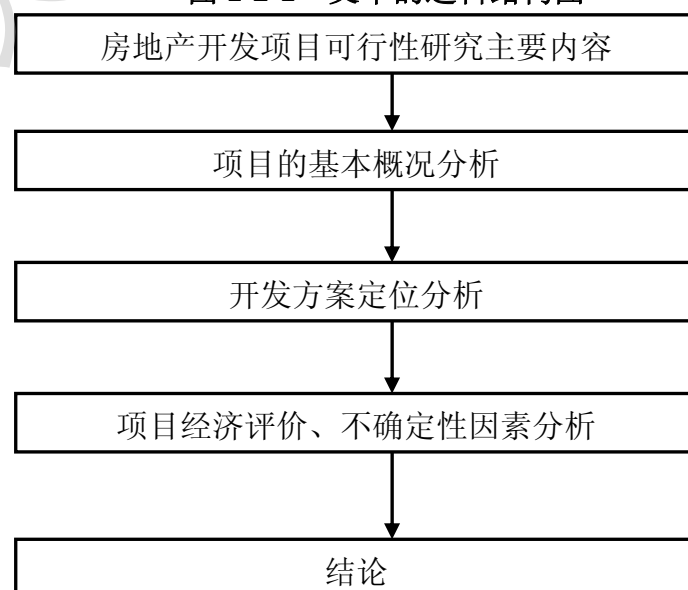 房地产开发项目可行性研究主要内容
项目的基本概况分析
开发方案定位分析
项目经济评价、不确定性因素分析
结论